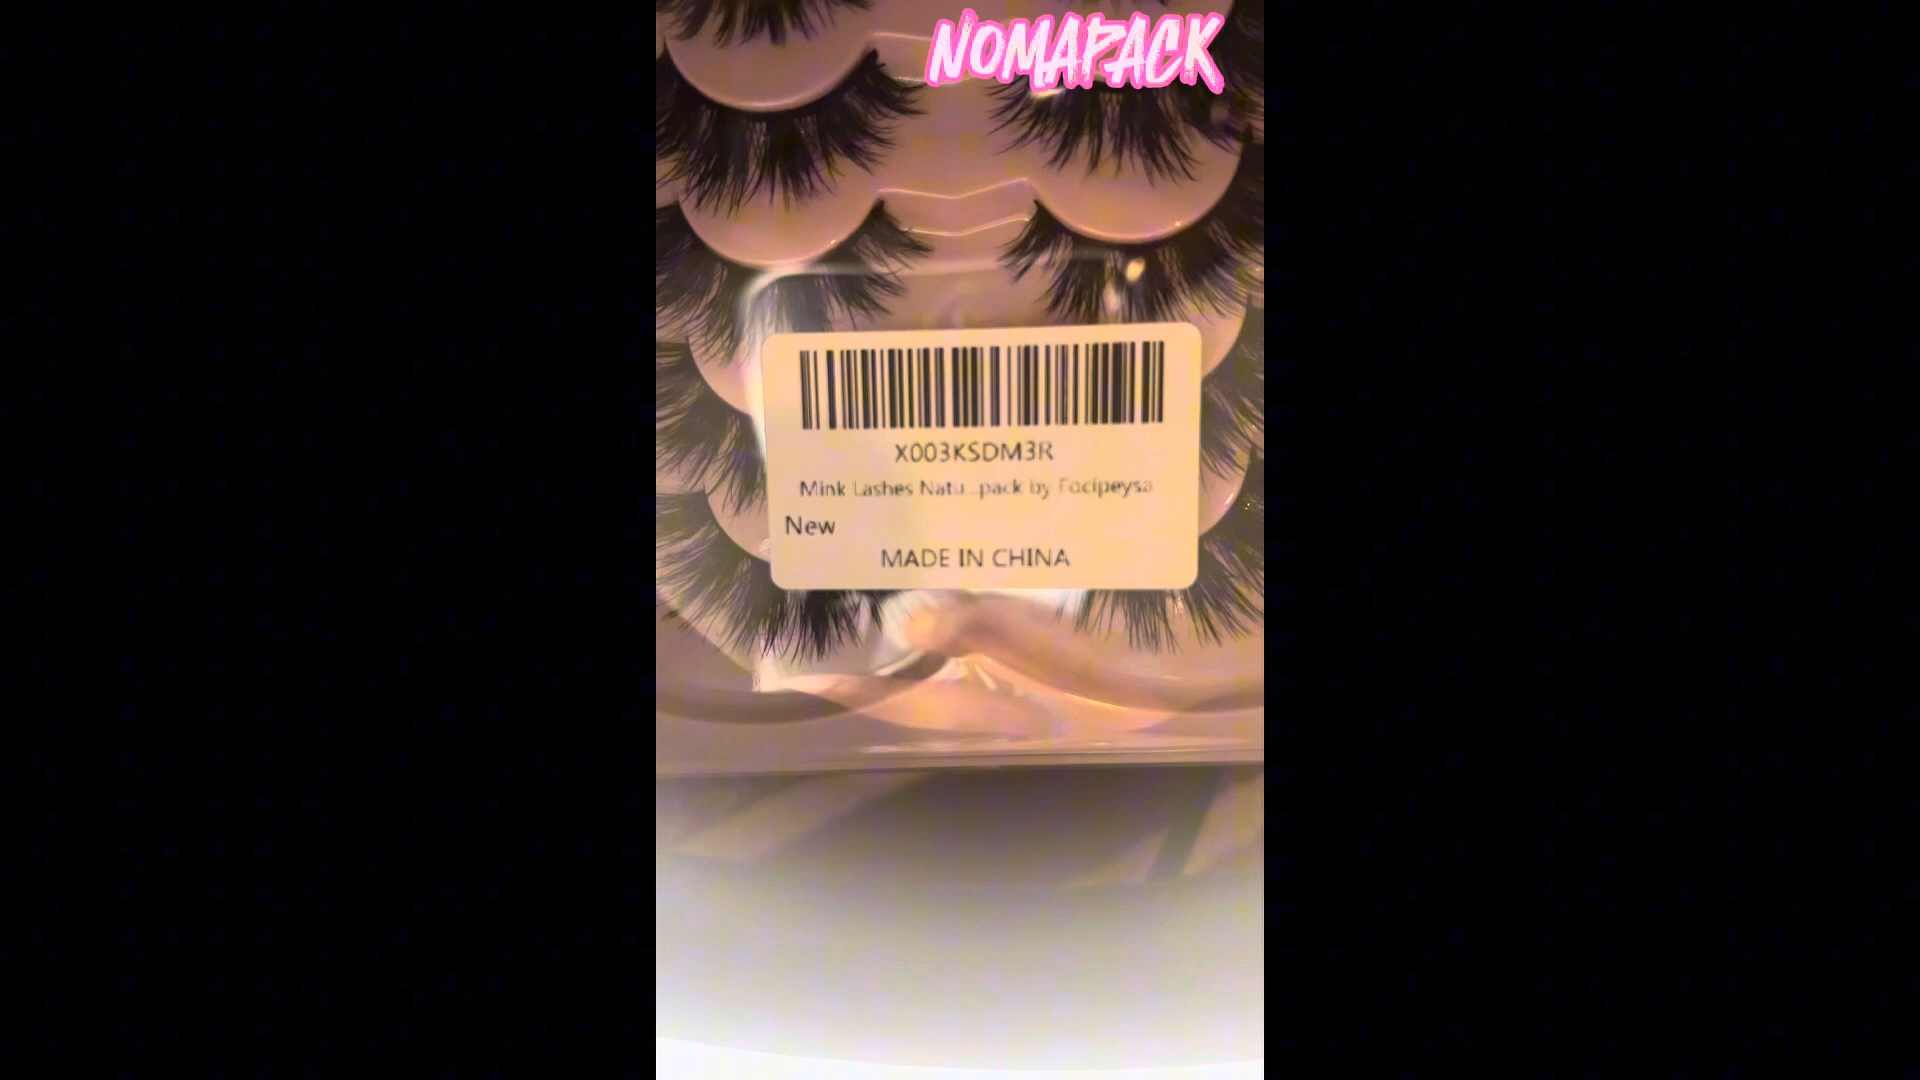 NOMAPACK
X003KSDM3R
Mink Lashes Natu...pack by Focipeysa
New
MADE IN CHINA